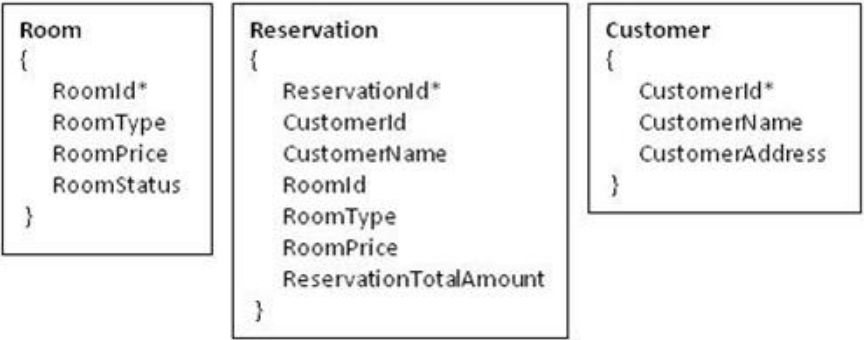 Room
{
RoomId*
RoomType
RoomPrice
RoomStatus
}
Reservation
{
ReservationId*
CustomerId
CustomerName
RoomId
RoomType
RoomPrice
ReservationTotalAmount
}
Customer
{
CustomerId*
CustomerName
CustomerAddress
}